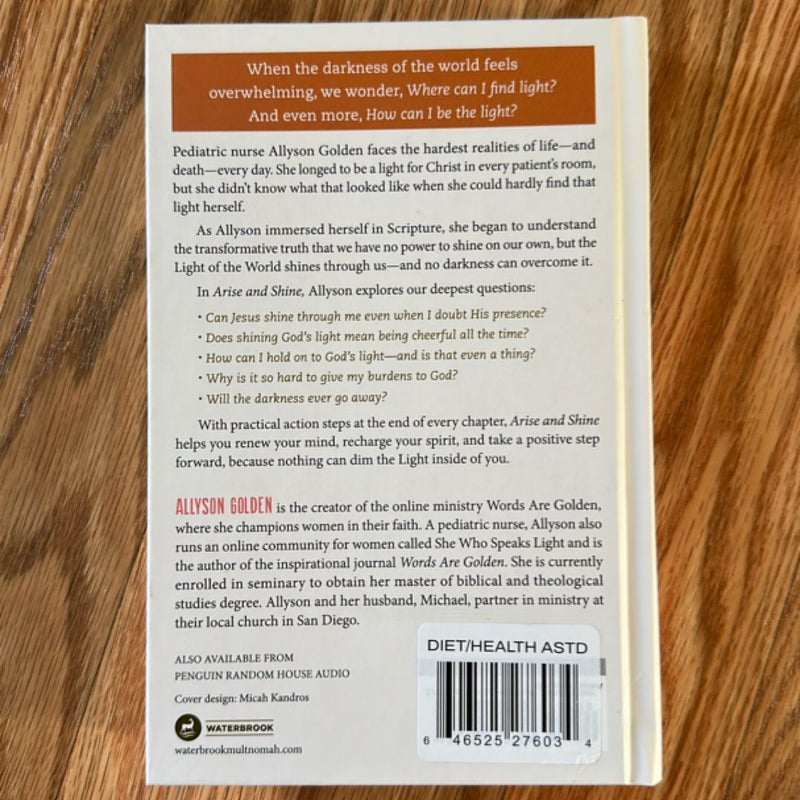 When the darkness of the world feels
overwhelming, we wonder, Where can I find light?
And even more, How can I be the light?
Pediatric nurse Allyson Golden faces the hardest realities of life—and
death—every day. She longed to be a light for Christ in every patient's room,
but she didn't know what that looked like when she could hardly find that
light herself.
As Allyson immersed herself in Scripture, she began to understand
the transformative truth that we have no power to shine on our own, but the
Light of the World shines through us—and no darkness can overcome it.
In Arise and Shine, Allyson explores our deepest questions:
• Can Jesus shine through me even when I doubt His presence?
• Does shining God's light mean being cheerful all the time?
• How can I hold on to God's light—and is that even a thing?
• Why is it so hard to give my burdens to God?
• Will the darkness ever go away?
With practical action steps at the end of every chapter, Arise and Shine
helps you renew your mind, recharge your spirit, and take a positive step
forward, because nothing can dim the Light inside of you.
ALLYSON GOLDEN is the creator of the online ministry Words Are Golden,
where she champions women in their faith. A pediatric nurse, Allyson also
runs an online community for women called She Who Speaks Light and is
the author of the inspirational journal Words Are Golden. She is currently
enrolled in seminary to obtain her master of biblical and theological
studies degree. Allyson and her husband, Michael, partner in ministry at
their local church in San Diego.
ALSO AVAILABLE FROM
PENGUIN RANDOM HOUSE AUDIO
Cover design: Micah Kandros
WATERBROOK
waterbrookmultnomah.com
DIET/HEALTH ASTD
6 46525 27603 4